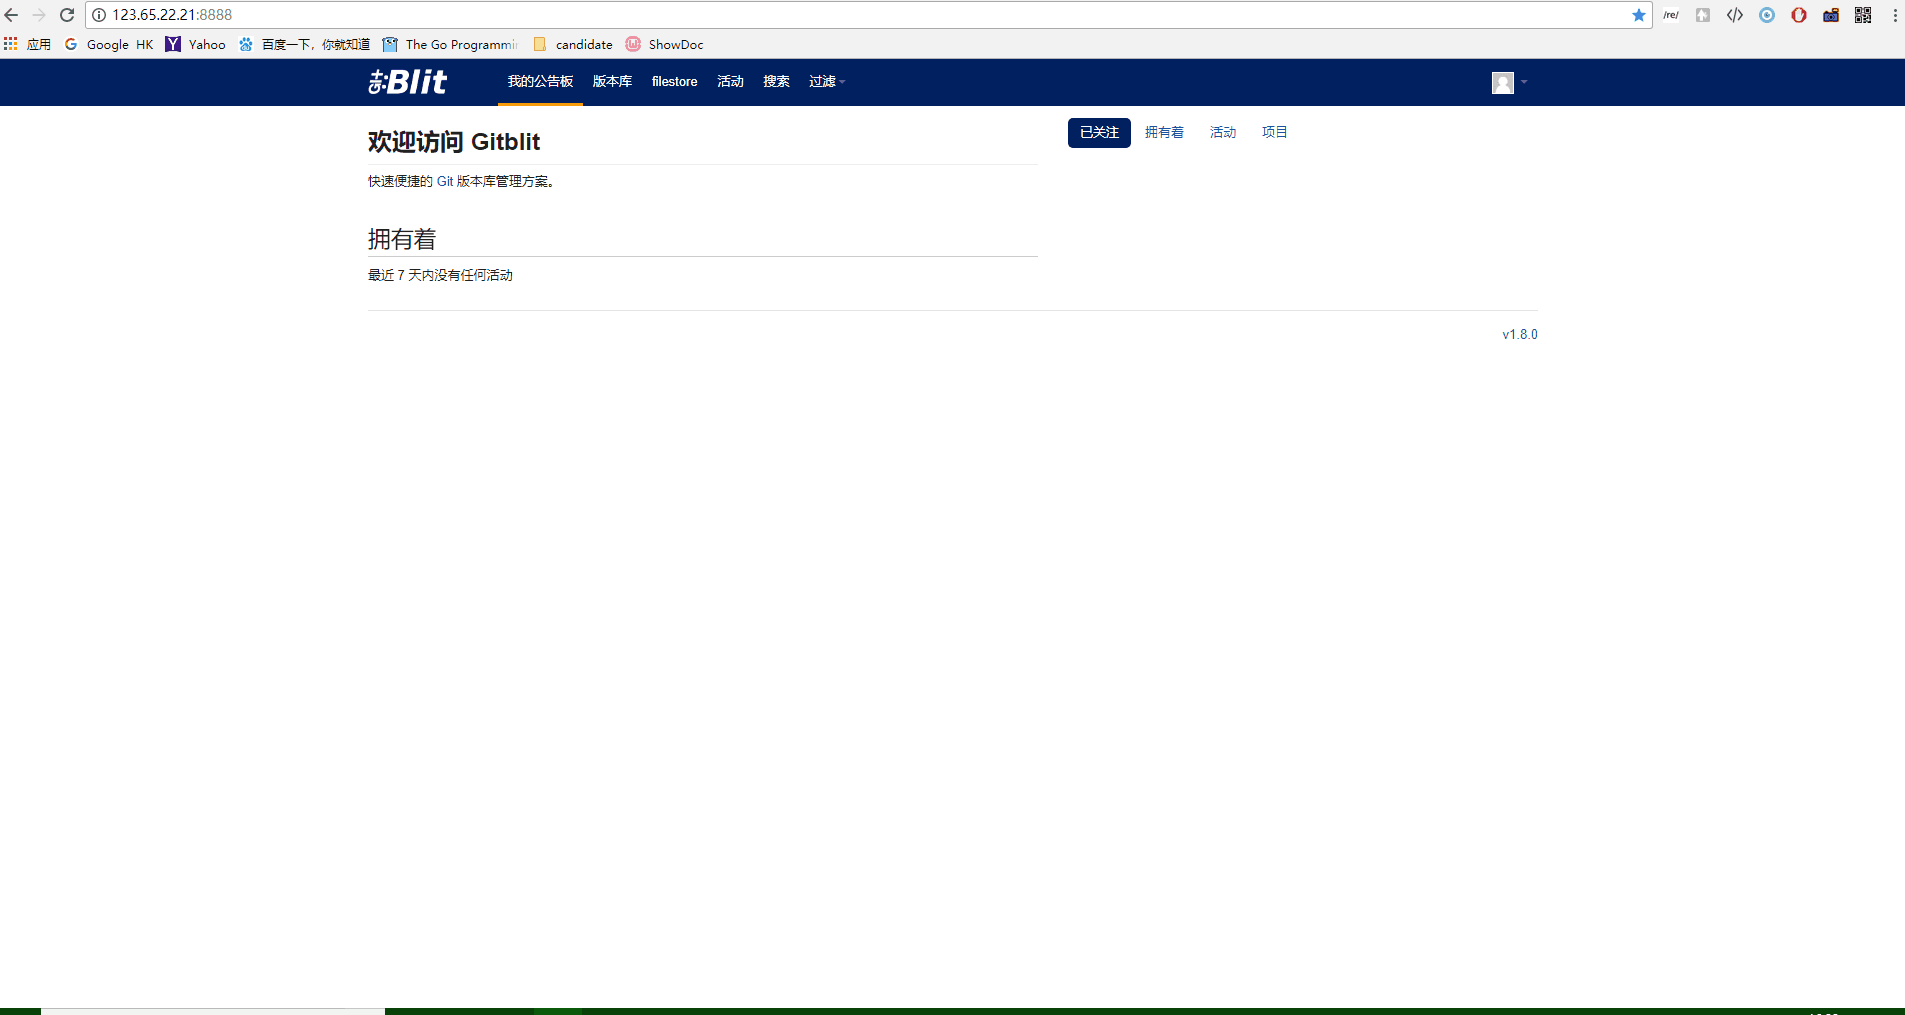 123.65.22.21:8888
/re/
应用 Google HK Yahoo 百度一下，你就知道 The Go Programmi candidate ShowDoc
Blit 我的公告板 版本库 filestore 活动 搜索 过滤
欢迎访问 Gitblit
已关注 拥有着 活动 项目
快速便捷的 Git 版本库管理方案。
拥有着
最近 7 天内没有任何活动
v1.8.0